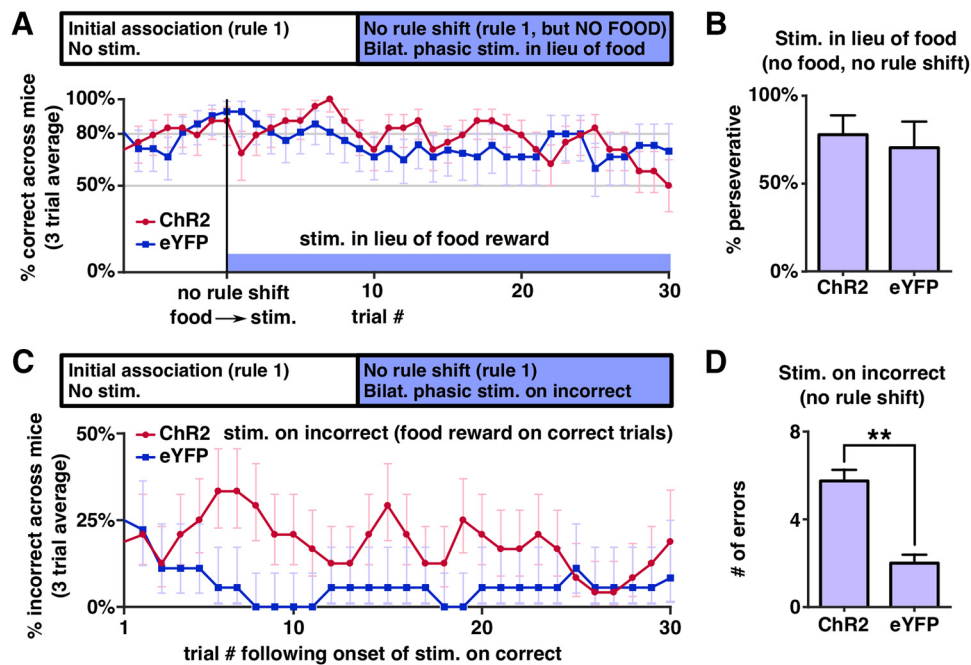 A
Initial association (rule 1)
No stim.
No rule shift (rule 1, but NO FOOD)
Bilat. phasic stim. in lieu of food
% correct across mice
(3 trial average)
100%
80%
50%
0%
ChR2
eYFP
stim. in lieu of food reward
no rule shift
food → stim.
10
20
30
trial #
B
Stim. in lieu of food
(no food, no rule shift)
% perseverative
100%
50%
0%
ChR2
eYFP
C
Initial association (rule 1)
No stim.
No rule shift (rule 1)
Bilat. phasic stim. on incorrect
% incorrect across mice
(3 trial average)
50%
25%
0%
ChR2
eYFP
stim. on incorrect (food reward on correct trials)
1
10
20
30
trial # following onset of stim. on correct
D
Stim. on incorrect
(no rule shift)
# of errors
8
4
0
**
ChR2
eYFP